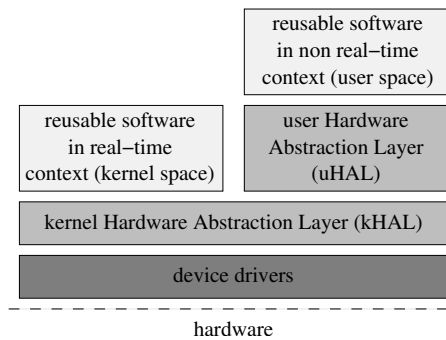 reusable software
in non real−time
context (user space)
reusable software
in real−time
context (kernel space)
user Hardware
Abstraction Layer
(uHAL)
kernel Hardware Abstraction Layer (kHAL)
device drivers
hardware